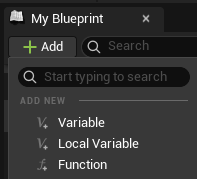 My Blueprint
Add Search
Start typing to search
ADD NEW
Variable
Local Variable
Function